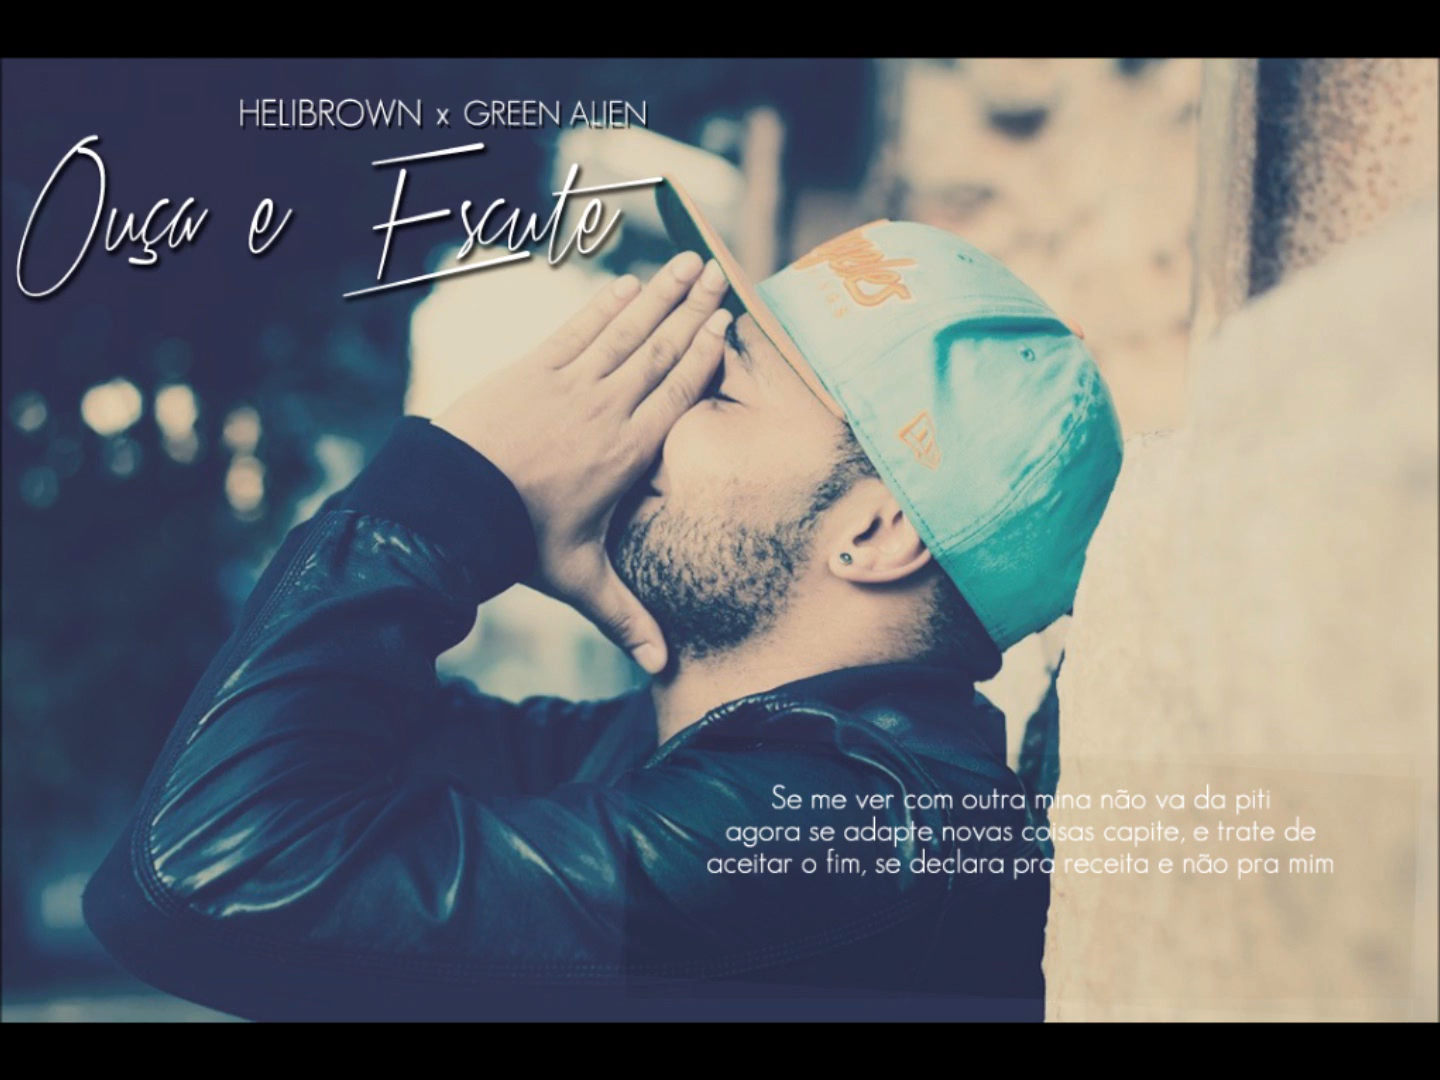 HELIBROWN x GREEN ALIEN
Ouça e Escute
Se me ver com outra mina não va da piti
agora se adapte novas coisas capite, e trate de
aceitar o fim, se declara pra receita e não pra mim